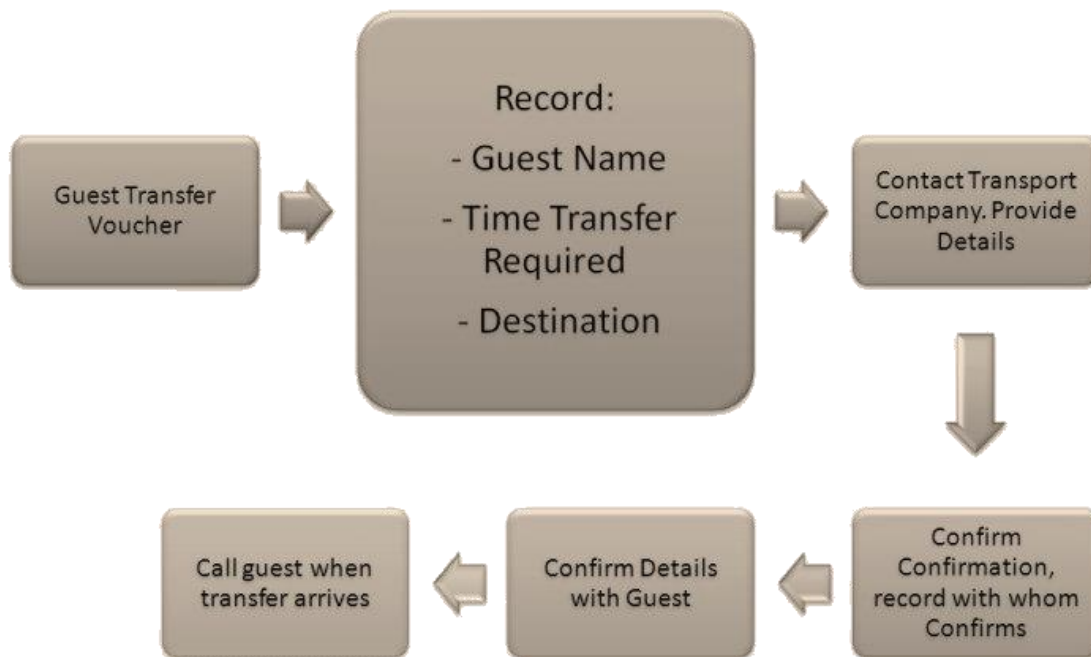 Guest Transfer
Voucher
Record:
- Guest Name
- Time Transfer
Required
- Destination
Contact Transport
Company. Provide
Details
Confirm
Confirmation,
record with whom
Confirms
Confirm Details
with Guest
Call guest when
transfer arrives